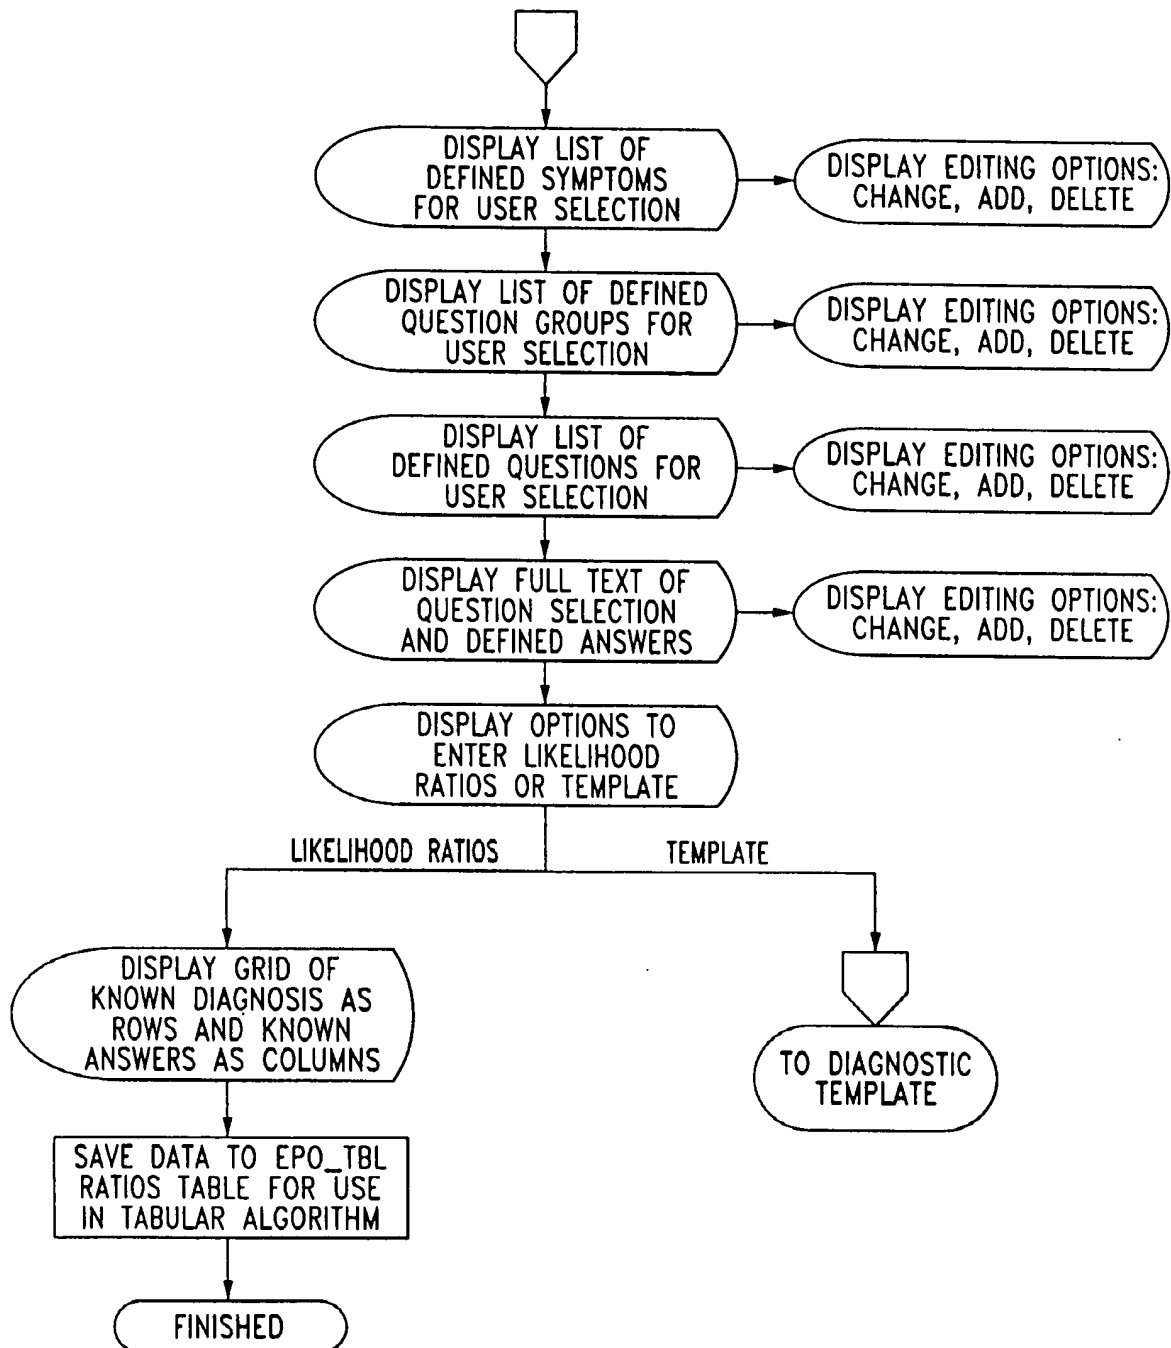 DISPLAY LIST OF
DEFINED SYMPTOMS
FOR USER SELECTION
DISPLAY EDITING OPTIONS:
CHANGE, ADD, DELETE
DISPLAY LIST OF DEFINED
QUESTION GROUPS FOR
USER SELECTION
DISPLAY EDITING OPTIONS:
CHANGE, ADD, DELETE
DISPLAY LIST OF
DEFINED QUESTIONS FOR
USER SELECTION
DISPLAY EDITING OPTIONS:
CHANGE, ADD, DELETE
DISPLAY FULL TEXT OF
QUESTION SELECTION
AND DEFINED ANSWERS
DISPLAY EDITING OPTIONS:
CHANGE, ADD, DELETE
DISPLAY OPTIONS TO
ENTER LIKELIHOOD
RATIOS OR TEMPLATE
LIKELIHOOD RATIOS
TEMPLATE
DISPLAY GRID OF
KNOWN DIAGNOSIS AS
ROWS AND KNOWN
ANSWERS AS COLUMNS
TO DIAGNOSTIC
TEMPLATE
SAVE DATA TO EPO_TBL
RATIOS TABLE FOR USE
IN TABULAR ALGORITHM
FINISHED